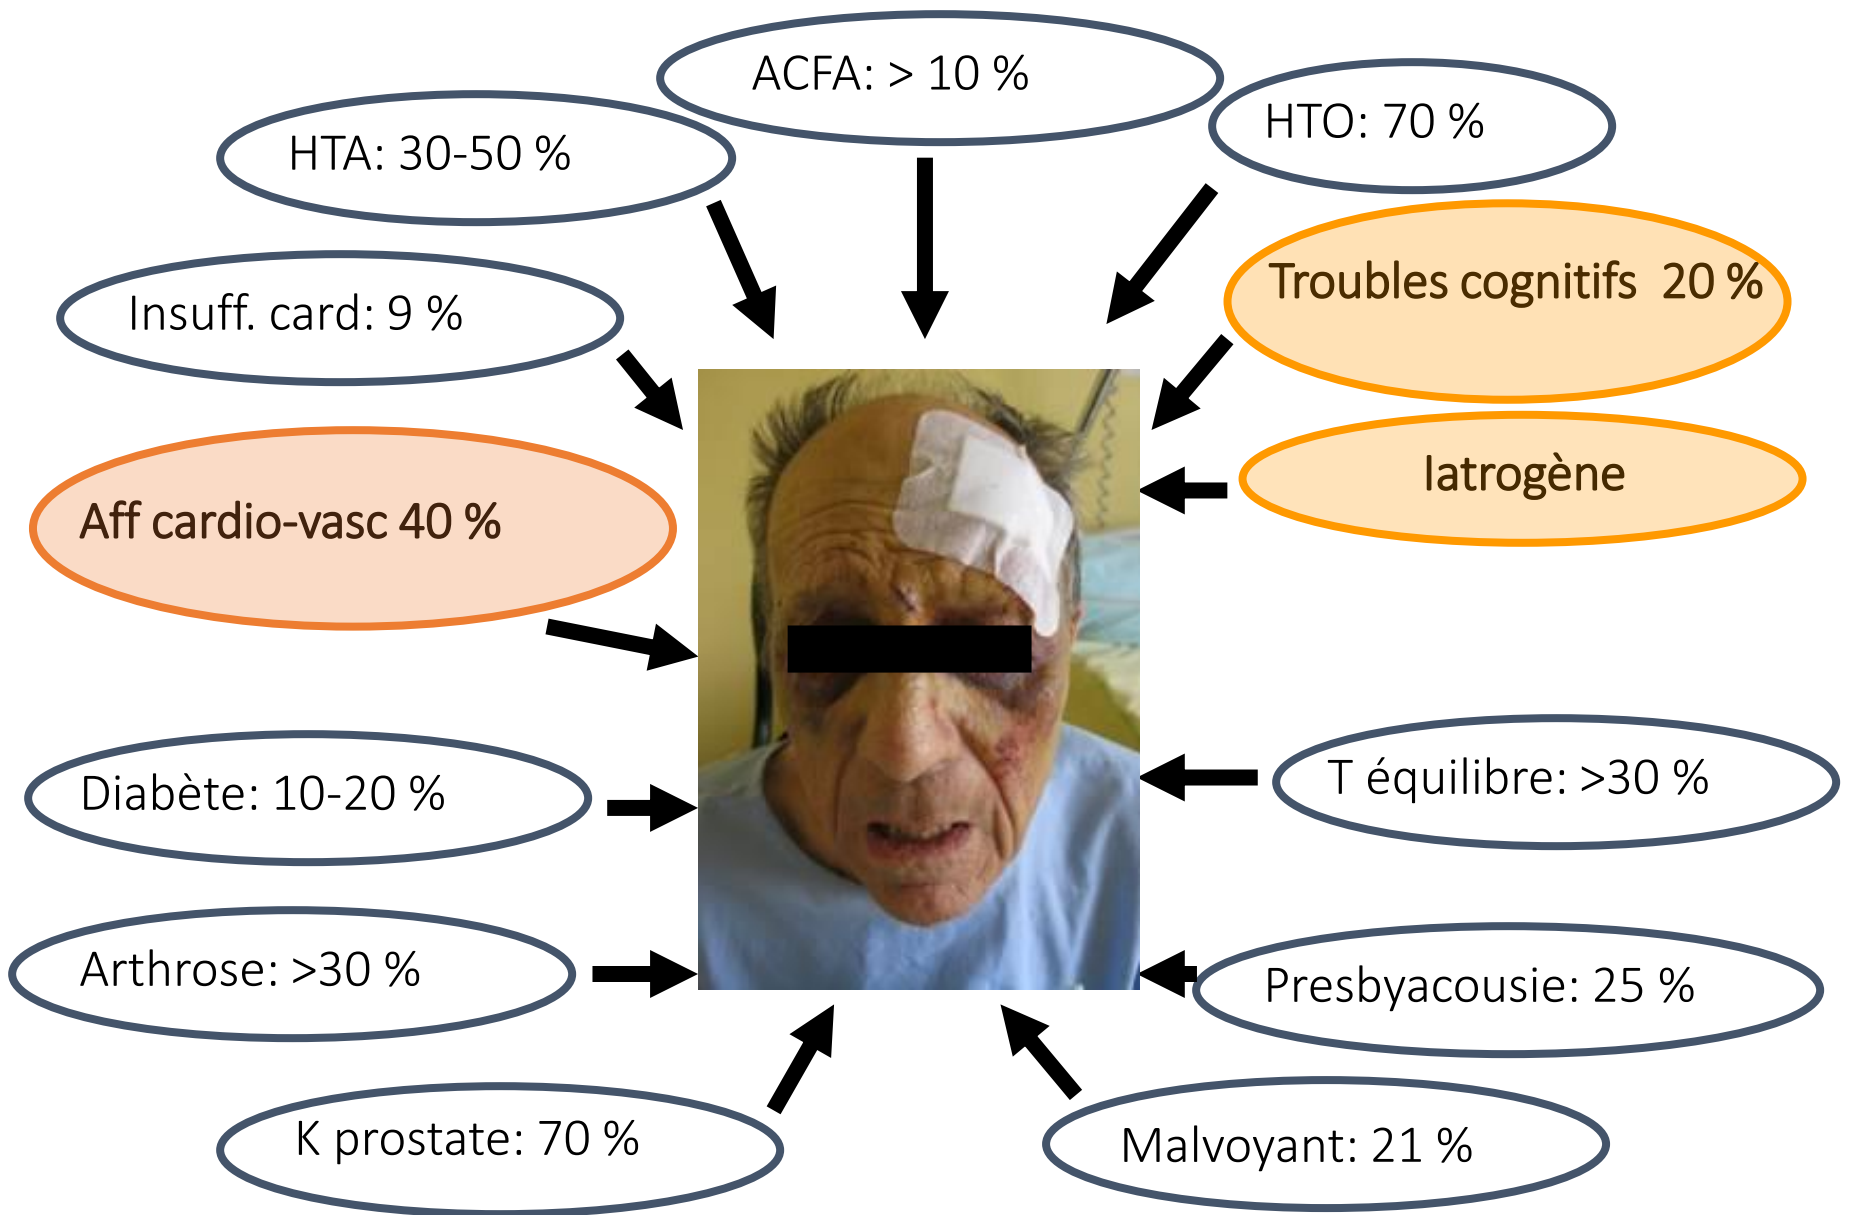 ACFA: > 10 %
HTA: 30-50 %
HTO: 70 %
Insuff. card: 9 %
Troubles cognitifs  20 %
Aff cardio-vasc 40 %
Iatrogène
Diabète: 10-20 %
T équilibre: >30 %
Arthrose: >30 %
Presbyacousie: 25 %
K prostate: 70 %
Malvoyant: 21 %